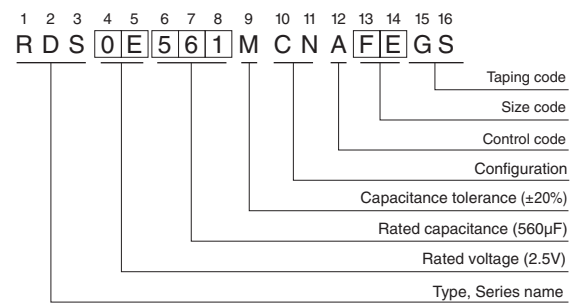 1 2 3 4 5 6 7 8 9 10 11 12 13 14 15 16
R D S 0 E 5 6 1 M C N A F E G S
Taping code
Size code
Control code
Configuration
Capacitance tolerance (±20%)
Rated capacitance (560μF)
Rated voltage (2.5V)
Type, Series name